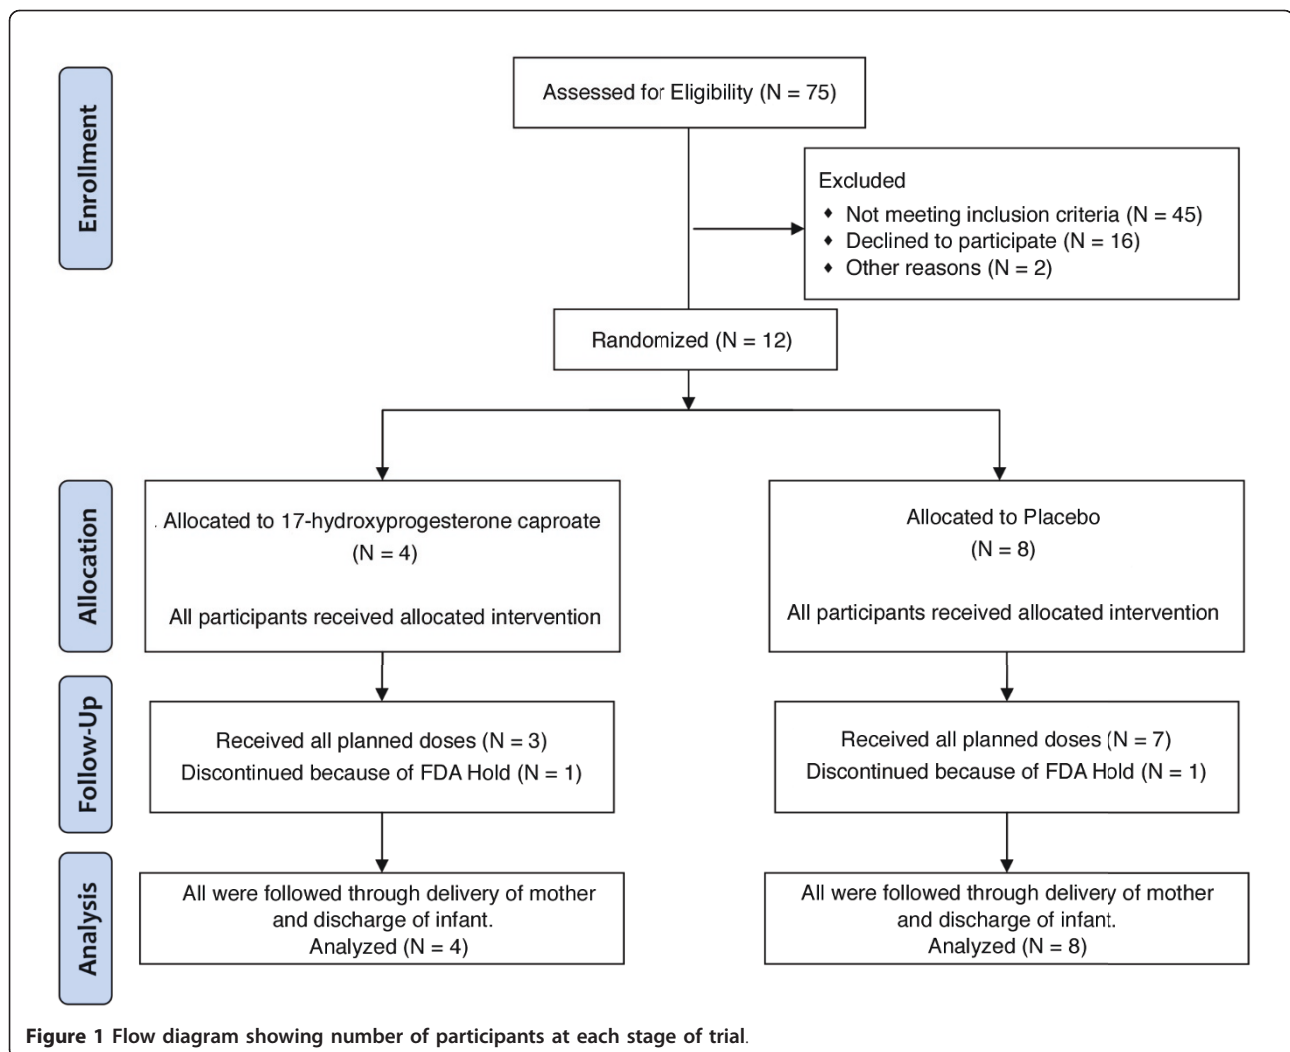 Enrollment
Assessed for Eligibility (N = 75)
Excluded
♦ Not meeting inclusion criteria (N = 45)
♦ Declined to participate (N = 16)
♦ Other reasons (N = 2)
Randomized (N = 12)
Allocation
. Allocated to 17-hydroxyprogesterone caproate
(N = 4)
All participants received allocated intervention
Allocated to Placebo
(N = 8)
All participants received allocated intervention
Follow-Up
Received all planned doses (N = 3)
Discontinued because of FDA Hold (N = 1)
Received all planned doses (N = 7)
Discontinued because of FDA Hold (N = 1)
Analysis
All were followed through delivery of mother
and discharge of infant.
Analyzed (N = 4)
All were followed through delivery of mother
and discharge of infant.
Analyzed (N = 8)
Figure 1 Flow diagram showing number of participants at each stage of trial.